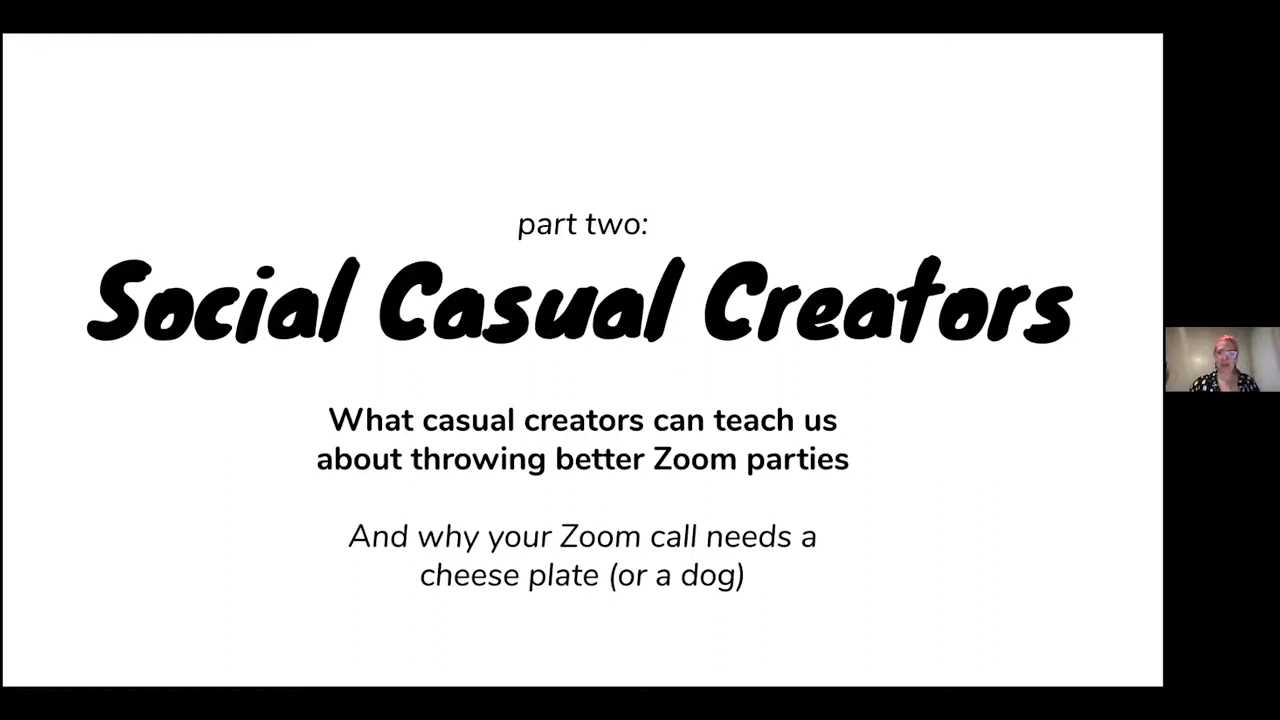 part two:
Social Casual Creators
What casual creators can teach us
about throwing better Zoom parties
And why your Zoom call needs a
cheese plate (or a dog)